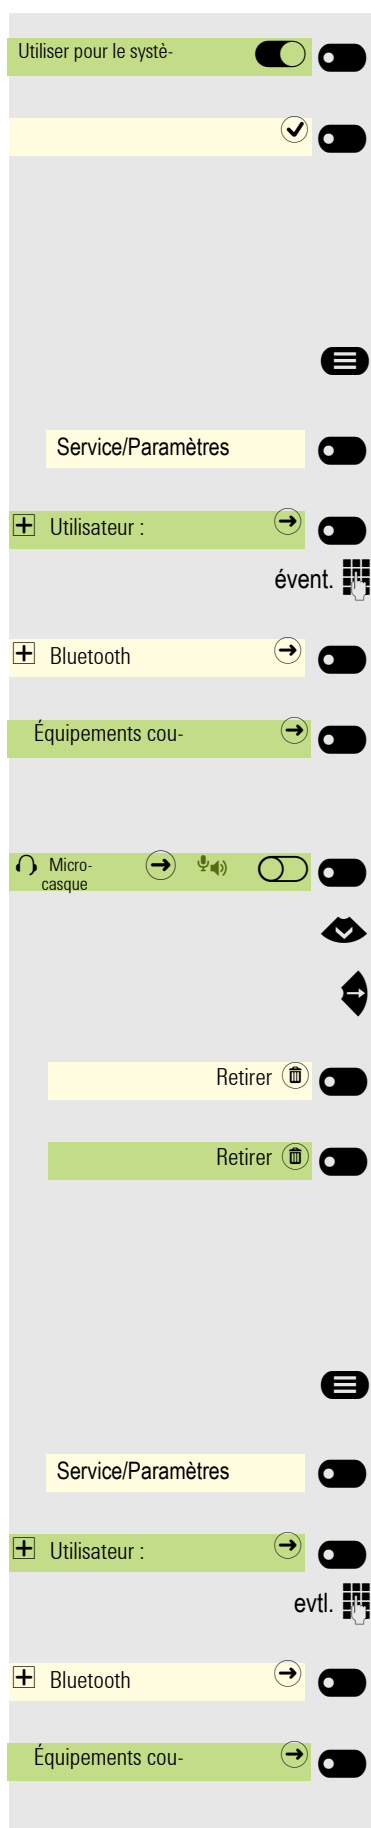 Utiliser pour le systè-
Service/Paramètres
Utilisateur :
évent.
Bluetooth
Équipements cou-
Micro-
casque
Retirer
Retirer
Service/Paramètres
Utilisateur :
evtl.
Bluetooth
Équipements cou-